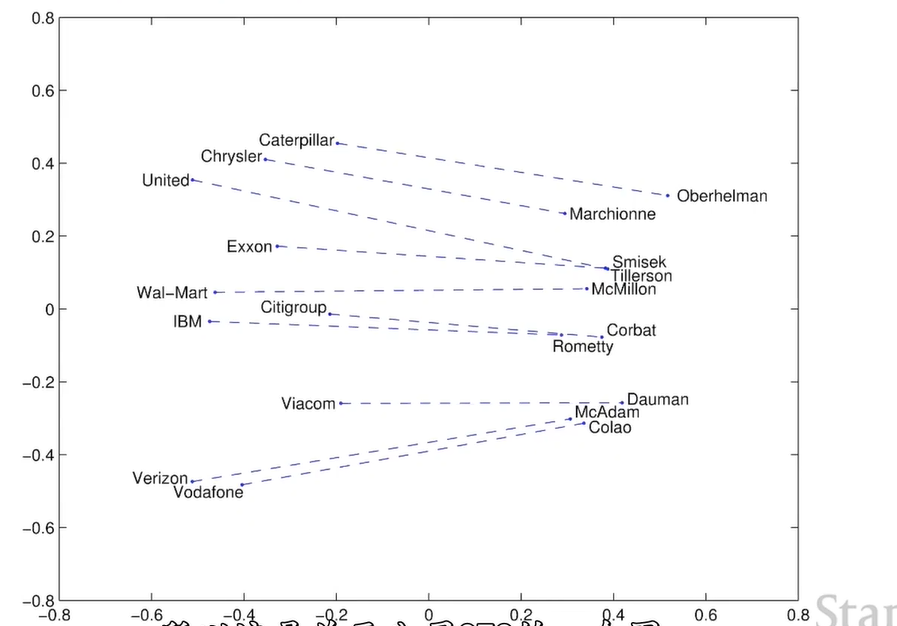 0.8
0.6
Caterpillar
0.4
Chrysler
United
Oberhelman
Marchionne
0.2
Exxon
Smisek
Tillerson
0
Wal-Mart
McMillon
Citigroup
IBM
Corbat
Rometty
−0.2
Viacom
Dauman
McAdam
Colao
−0.4
Verizon
Vodafone
−0.6
−0.8
−0.8 −0.6 −0.4 −0.2 0 0.2 0.4 0.6 0.8